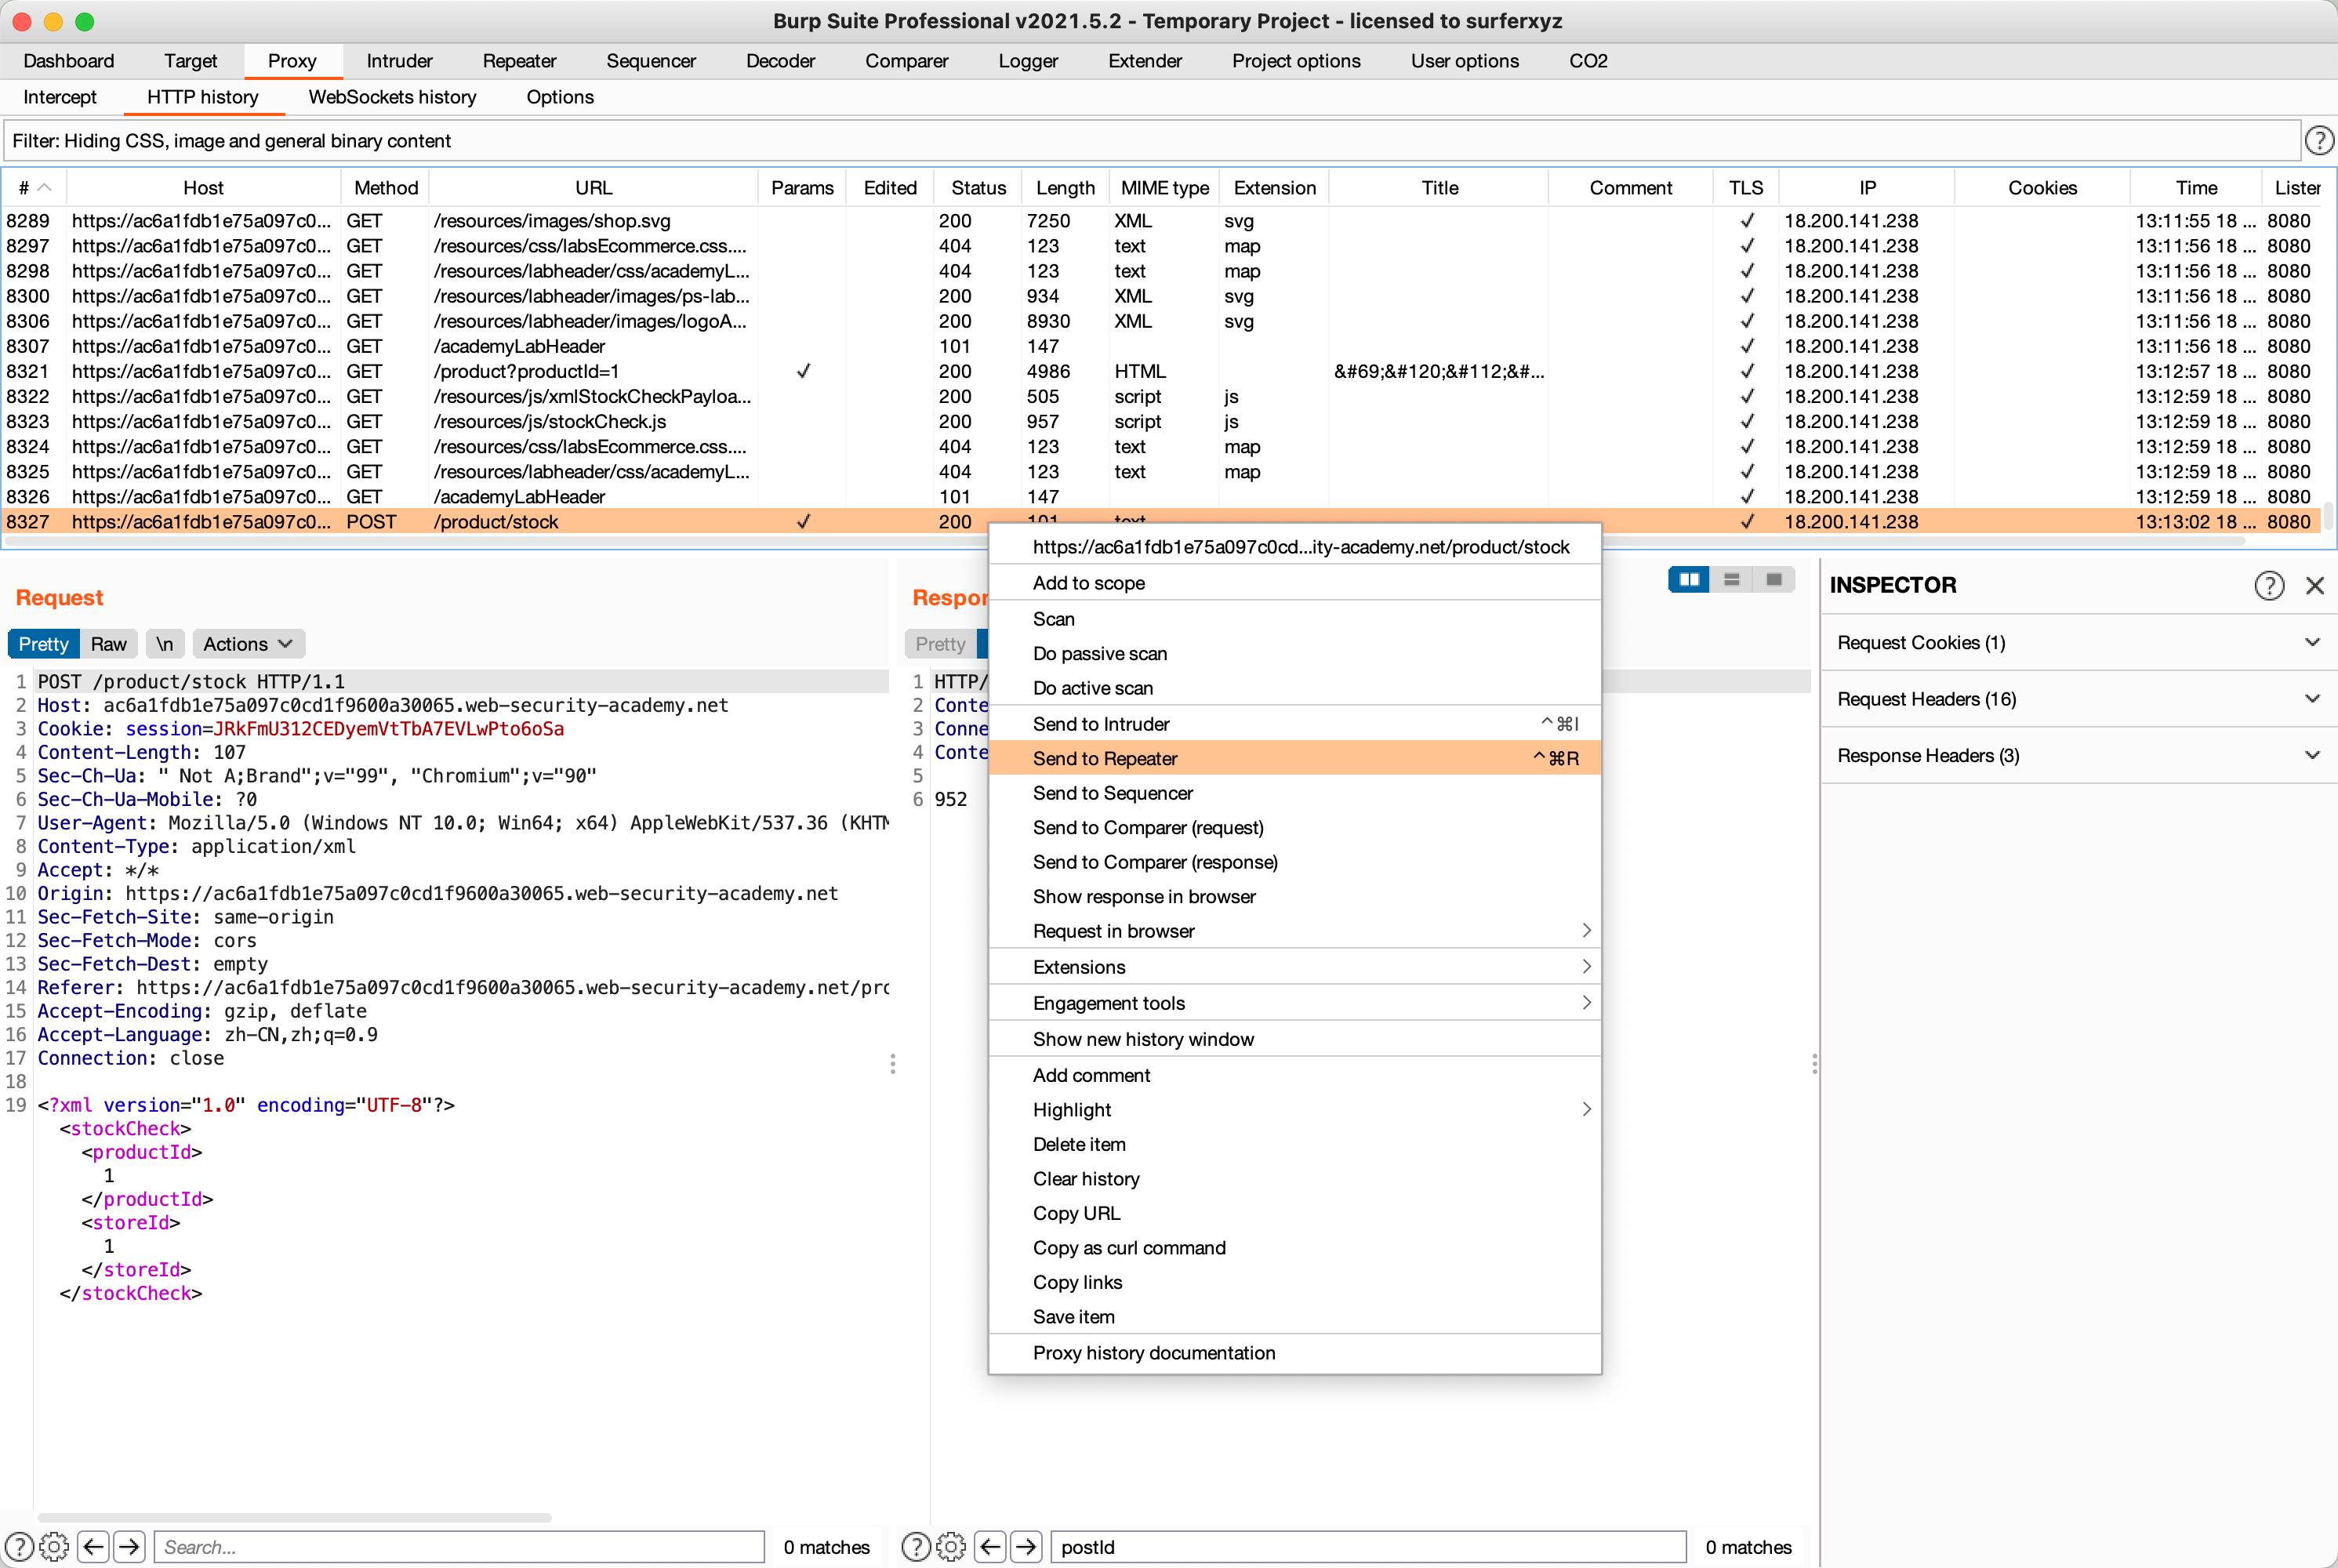 Burp Suite Professional v2021.5.2 - Temporary Project - licensed to surferxyz
Dashboard Target Proxy Intruder Repeater Sequencer Decoder Comparer Logger Extender Project options User options CO2
Intercept HTTP history WebSockets history Options
Filter: Hiding CSS, image and general binary content
# Host Method URL Params Edited Status Length MIME type Extension Title Comment TLS IP Cookies Time Lister
8289 https://ac6a1fdb1e75a097c0... GET /resources/images/shop.svg 200 7250 XML svg ✓ 18.200.141.238 13:11:55 18 ... 8080
8297 https://ac6a1fdb1e75a097c0... GET /resources/css/labsEcommerce.css.... 404 123 text map ✓ 18.200.141.238 13:11:56 18 ... 8080
8298 https://ac6a1fdb1e75a097c0... GET /resources/labheader/css/academyL... 404 123 text map ✓ 18.200.141.238 13:11:56 18 ... 8080
8300 https://ac6a1fdb1e75a097c0... GET /resources/labheader/images/ps-lab... 200 934 XML svg ✓ 18.200.141.238 13:11:56 18 ... 8080
8306 https://ac6a1fdb1e75a097c0... GET /resources/labheader/images/logoA... 200 8930 XML svg ✓ 18.200.141.238 13:11:56 18 ... 8080
8307 https://ac6a1fdb1e75a097c0... GET /academyLabHeader 101 147 ✓ 18.200.141.238 13:11:56 18 ... 8080
8321 https://ac6a1fdb1e75a097c0... GET /product?productId=1 ✓ 200 4986 HTML &#69;&#120;&#112;&#... ✓ 18.200.141.238 13:12:57 18 ... 8080
8322 https://ac6a1fdb1e75a097c0... GET /resources/js/xmlStockCheckPayloa... 200 505 script js ✓ 18.200.141.238 13:12:59 18 ... 8080
8323 https://ac6a1fdb1e75a097c0... GET /resources/js/stockCheck.js 200 957 script js ✓ 18.200.141.238 13:12:59 18 ... 8080
8324 https://ac6a1fdb1e75a097c0... GET /resources/css/labsEcommerce.css.... 404 123 text map ✓ 18.200.141.238 13:12:59 18 ... 8080
8325 https://ac6a1fdb1e75a097c0... GET /resources/labheader/css/academyL... 404 123 text map ✓ 18.200.141.238 13:12:59 18 ... 8080
8326 https://ac6a1fdb1e75a097c0... GET /academyLabHeader 101 147 ✓ 18.200.141.238 13:12:59 18 ... 8080
8327 https://ac6a1fdb1e75a097c0... POST /product/stock ✓ 200 101 text ✓ 18.200.141.238 13:13:02 18 ... 8080
Request
Pretty Raw \n Actions
1 POST /product/stock HTTP/1.1
2 Host: ac6a1fdb1e75a097c0cd1f9600a30065.web-security-academy.net
3 Cookie: session=JRkFmU312CEDyemVtTbA7EVLwPto6oSa
4 Content-Length: 107
5 Sec-Ch-Ua: " Not A;Brand";v="99", "Chromium";v="90"
6 Sec-Ch-Ua-Mobile: ?0
7 User-Agent: Mozilla/5.0 (Windows NT 10.0; Win64; x64) AppleWebKit/537.36 (KHTM
8 Content-Type: application/xml
9 Accept: */*
10 Origin: https://ac6a1fdb1e75a097c0cd1f9600a30065.web-security-academy.net
11 Sec-Fetch-Site: same-origin
12 Sec-Fetch-Mode: cors
13 Sec-Fetch-Dest: empty
14 Referer: https://ac6a1fdb1e75a097c0cd1f9600a30065.web-security-academy.net/pro
15 Accept-Encoding: gzip, deflate
16 Accept-Language: zh-CN,zh;q=0.9
17 Connection: close
18
19 <?xml version="1.0" encoding="UTF-8"?>
<stockCheck>
<productId>
1
</productId>
<storeId>
1
</storeId>
</stockCheck>
Search... 0 matches
Respon
Pretty
1 HTTP/
2 Conte
3 Conne
4 Conte
5
6 952
postId 0 matches
https://ac6a1fdb1e75a097c0cd...ity-academy.net/product/stock
Add to scope
Scan
Do passive scan
Do active scan
Send to Intruder ^⌘I
Send to Repeater ^⌘R
Send to Sequencer
Send to Comparer (request)
Send to Comparer (response)
Show response in browser
Request in browser
Extensions
Engagement tools
Show new history window
Add comment
Highlight
Delete item
Clear history
Copy URL
Copy as curl command
Copy links
Save item
Proxy history documentation
INSPECTOR
Request Cookies (1)
Request Headers (16)
Response Headers (3)